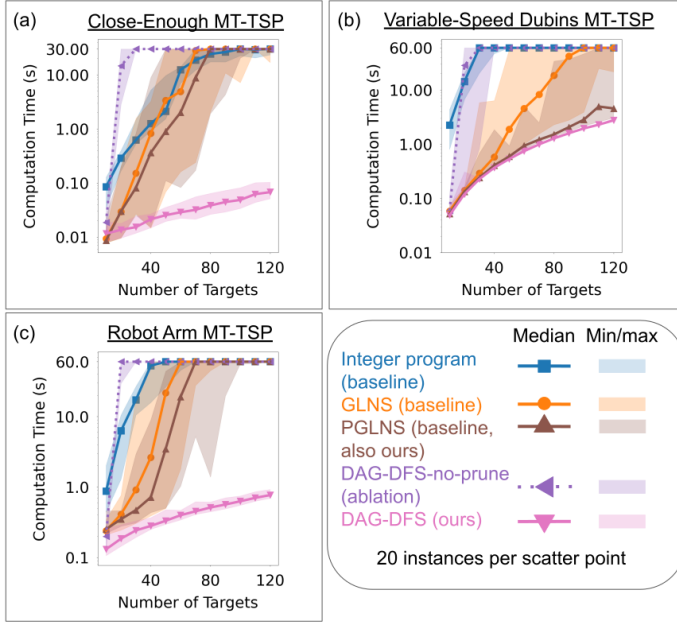 (a)
Close-Enough MT-TSP
Computation Time (s)
30.00
10.00
1.00
0.10
0.01
40
80
120
Number of Targets
(b)
Variable-Speed Dubins MT-TSP
Computation Time (s)
60.00
10.00
1.00
0.10
0.01
40
80
120
Number of Targets
(c)
Robot Arm MT-TSP
Computation Time (s)
60.0
10.0
1.0
0.1
40
80
120
Number of Targets
Median Min/max
Integer program
(baseline)
GLNS (baseline)
PGLNS (baseline,
also ours)
DAG-DFS-no-prune
(ablation)
DAG-DFS (ours)
20 instances per scatter point